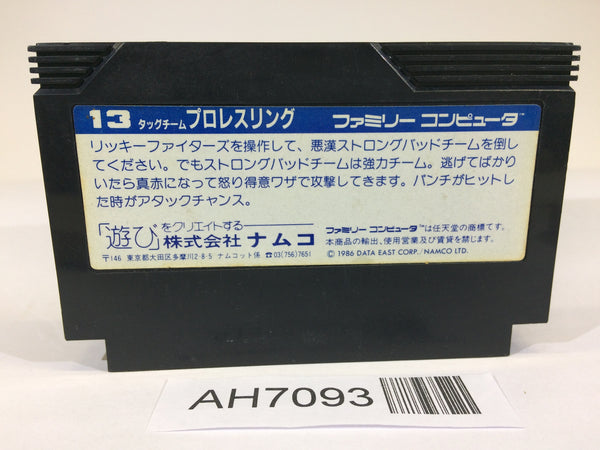 13 タッグチーム プロレスリング ファミリー コンピュータ™
リッキーファイターズを操作して、悪漢ストロングバッドチームを倒し
てください。でもストロングバッドチームは強力チーム。逃げてばかり
いたら真赤になって怒り得意ワザで攻撃してきます。パンチがヒットし
た時がアタックチャンス。
「遊び」をクリエイトする
株式会社 ナムコ
〒146 東京都大田区多摩川2-8-5 ナムコット係 ☎03(756)7651
ファミリー コンピュータ™は任天堂の商標です。
本商品の輸出、使用営業及び賃貸を禁じます。
© 1986 DATA EAST CORP./NAMCO LTD.
AH7093